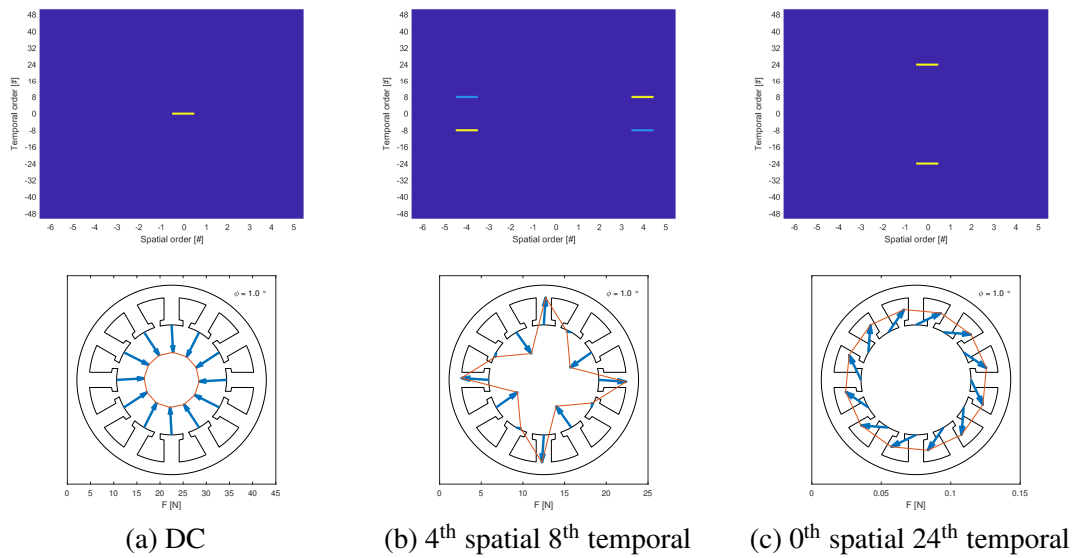 48
40
32
24
16
8
0
-8
-16
-24
-32
-40
-48
Temporal order [#]
-6 -5 -4 -3 -2 -1 0 1 2 3 4 5
Spatial order [#]
48
40
32
24
16
8
0
-8
-16
-24
-32
-40
-48
Temporal order [#]
-6 -5 -4 -3 -2 -1 0 1 2 3 4 5
Spatial order [#]
48
40
32
24
16
8
0
-8
-16
-24
-32
-40
-48
Temporal order [#]
-6 -5 -4 -3 -2 -1 0 1 2 3 4 5
Spatial order [#]
ϕ = 1.0 °
0 5 10 15 20 25 30 35 40 45
F [N]
ϕ = 1.0 °
0 5 10 15 20 25
F [N]
ϕ = 1.0 °
0 0.05 0.1 0.15
F [N]
(a) DC
(b) 4th spatial 8th temporal
(c) 0th spatial 24th temporal